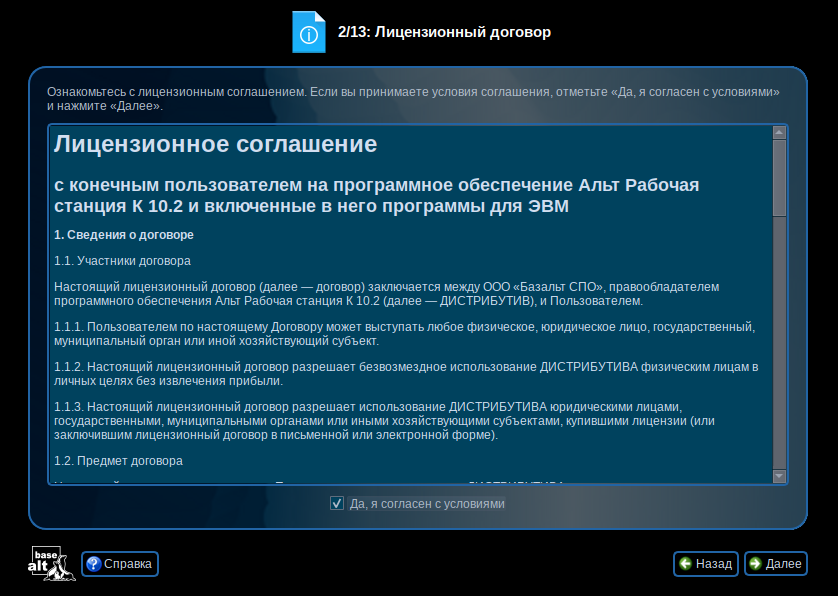 2/13: Лицензионный договор
Ознакомьтесь с лицензионным соглашением. Если вы принимаете условия соглашения, отметьте «Да, я согласен с условиями»
и нажмите «Далее».
Лицензионное соглашение
с конечным пользователем на программное обеспечение Альт Рабочая
станция К 10.2 и включенные в него программы для ЭВМ
1. Сведения о договоре
1.1. Участники договора
Настоящий лицензионный договор (далее — договор) заключается между ООО «Базальт СПО», правообладателем
программного обеспечения Альт Рабочая станция К 10.2 (далее — ДИСТРИБУТИВ), и Пользователем.
1.1.1. Пользователем по настоящему Договору может выступать любое физическое, юридическое лицо, государственный,
муниципальный орган или иной хозяйствующий субъект.
1.1.2. Настоящий лицензионный договор разрешает безвозмездное использование ДИСТРИБУТИВА физическим лицам в
личных целях без извлечения прибыли.
1.1.3. Настоящий лицензионный договор разрешает использование ДИСТРИБУТИВА юридическими лицами,
государственными, муниципальными органами или иными хозяйствующими субъектами, купившими лицензии (или
заключившим лицензионный договор в письменной или электронной форме).
1.2. Предмет договора
Да, я согласен с условиями
base
alt
Справка
Назад
Далее